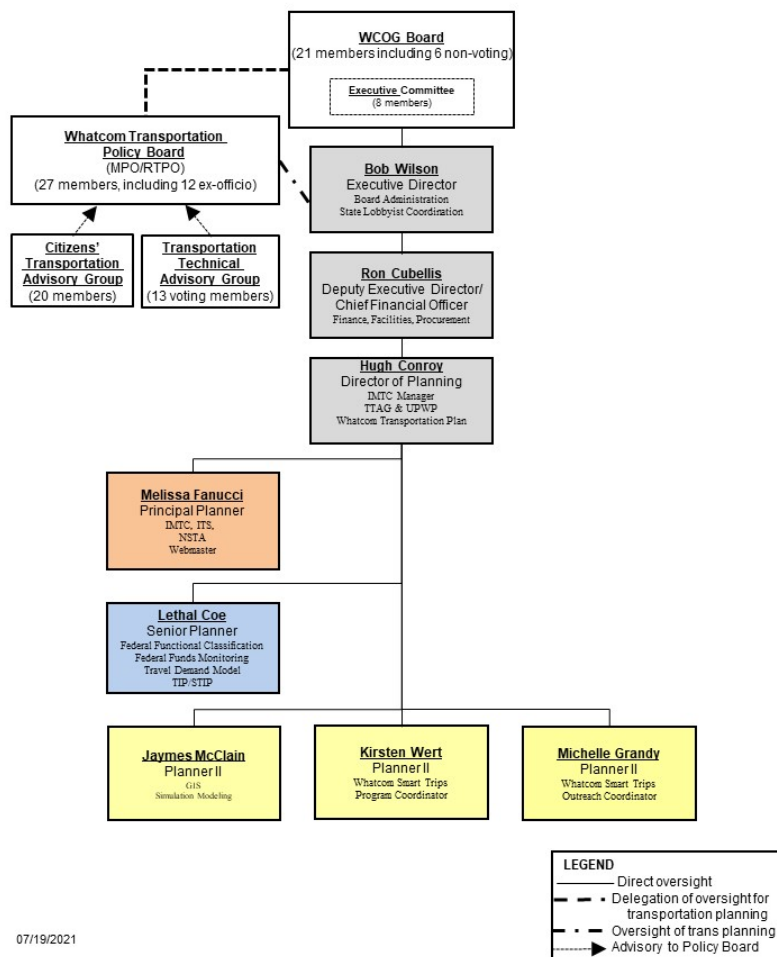 WCOG Board
(21 members including 6 non-voting)
Executive Committee
(8 members)
Whatcom Transportation
Policy Board
(MPO/RTPO)
(27 members, including 12 ex-officio)
Citizens'
Transportation
Advisory Group
(20 members)
Transportation
Technical
Advisory Group
(13 voting members)
Bob Wilson
Executive Director
Board Administration
State Lobbyist Coordination
Ron Cubellis
Deputy Executive Director/
Chief Financial Officer
Finance, Facilities, Procurement
Hugh Conroy
Director of Planning
IMTC Manager
TTAG & UPWP
Whatcom Transportation Plan
Melissa Fanucci
Principal Planner
IMTC, ITS,
NSTA
Webmaster
Lethal Coe
Senior Planner
Federal Functional Classification
Federal Funds Monitoring
Travel Demand Model
TIP/STIP
Jaymes McClain
Planner II
GIS
Simulation Modeling
Kirsten Wert
Planner II
Whatcom Smart Trips
Program Coordinator
Michelle Grandy
Planner II
Whatcom Smart Trips
Outreach Coordinator
LEGEND
Direct oversight
Delegation of oversight for
transportation planning
Oversight of trans planning
Advisory to Policy Board
07/19/2021